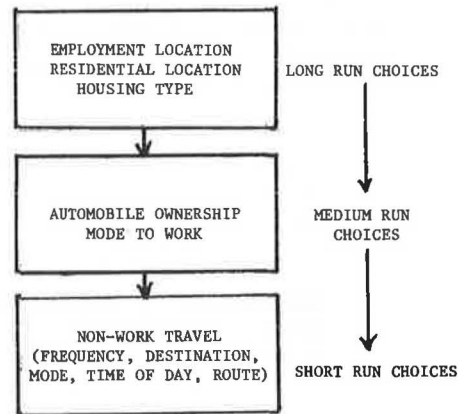 EMPLOYMENT LOCATION
RESIDENTIAL LOCATION
HOUSING TYPE
LONG RUN CHOICES
AUTOMOBILE OWNERSHIP
MODE TO WORK
MEDIUM RUN
CHOICES
NON-WORK TRAVEL
(FREQUENCY, DESTINATION,
MODE, TIME OF DAY, ROUTE)
SHORT RUN CHOICES